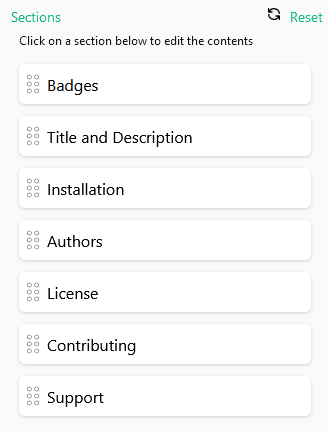 Sections Reset
Click on a section below to edit the contents
Badges
Title and Description
Installation
Authors
License
Contributing
Support